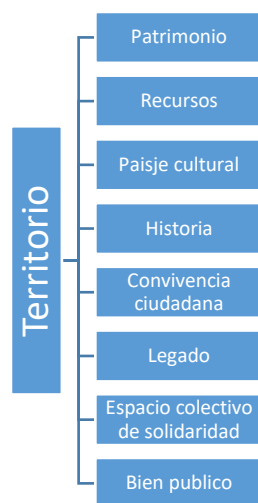 Territorio
Patrimonio
Recursos
Paisje cultural
Historia
Convivencia
ciudadana
Legado
Espacio colectivo
de solidaridad
Bien publico